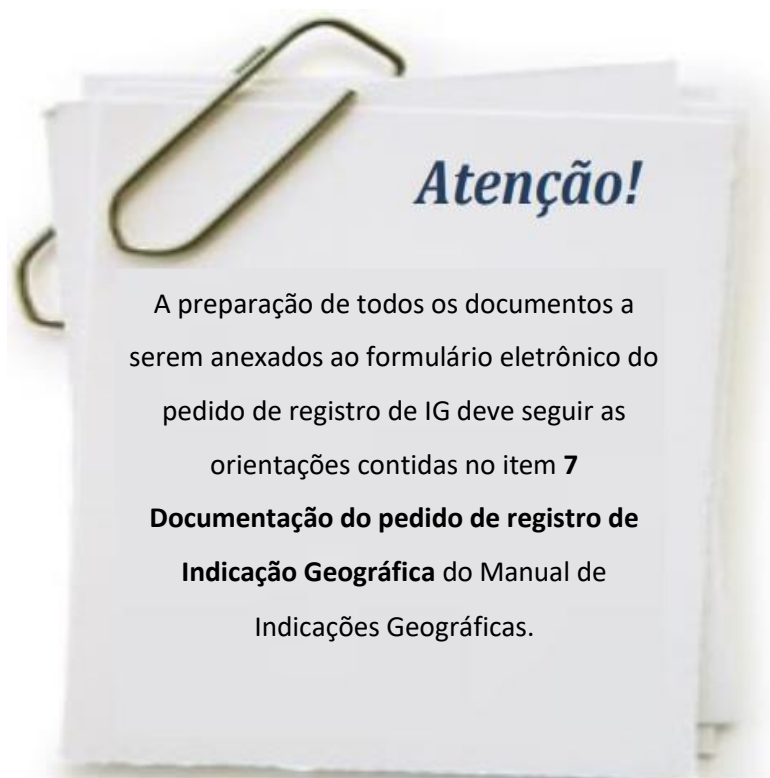 Atenção!
A preparação de todos os documentos a
serem anexados ao formulário eletrônico do
pedido de registro de IG deve seguir as
orientações contidas no item 7
Documentação do pedido de registro de
Indicação Geográfica do Manual de
Indicações Geográficas.